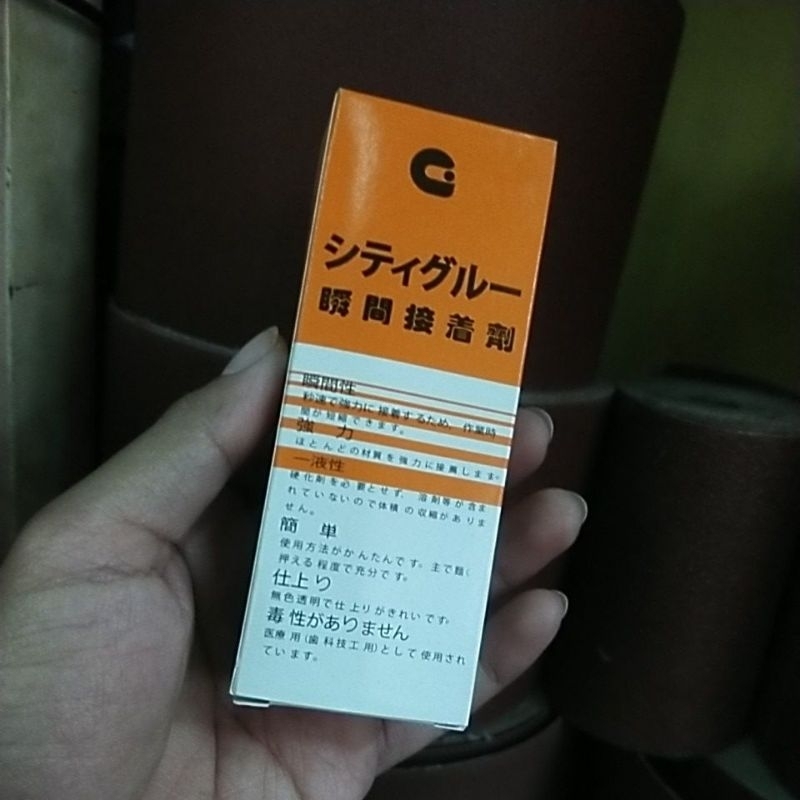 シティグルー
瞬間接着劑
瞬間性
秒速で強力に接着するため、作業時
間が短縮できます。
強 力
ほとんどの材質を強力に接着します。
一液性
硬化剤を必要とせず、溶剤等が含ま
れていないので体積の収縮がありま
せん。
簡 単
使用方法がかんたんです。主で
押える程度で充分です。
仕上り
無色透明で仕上りがきれいです。
毒性がありません
医療用(歯科技工用)として使用され
ています。